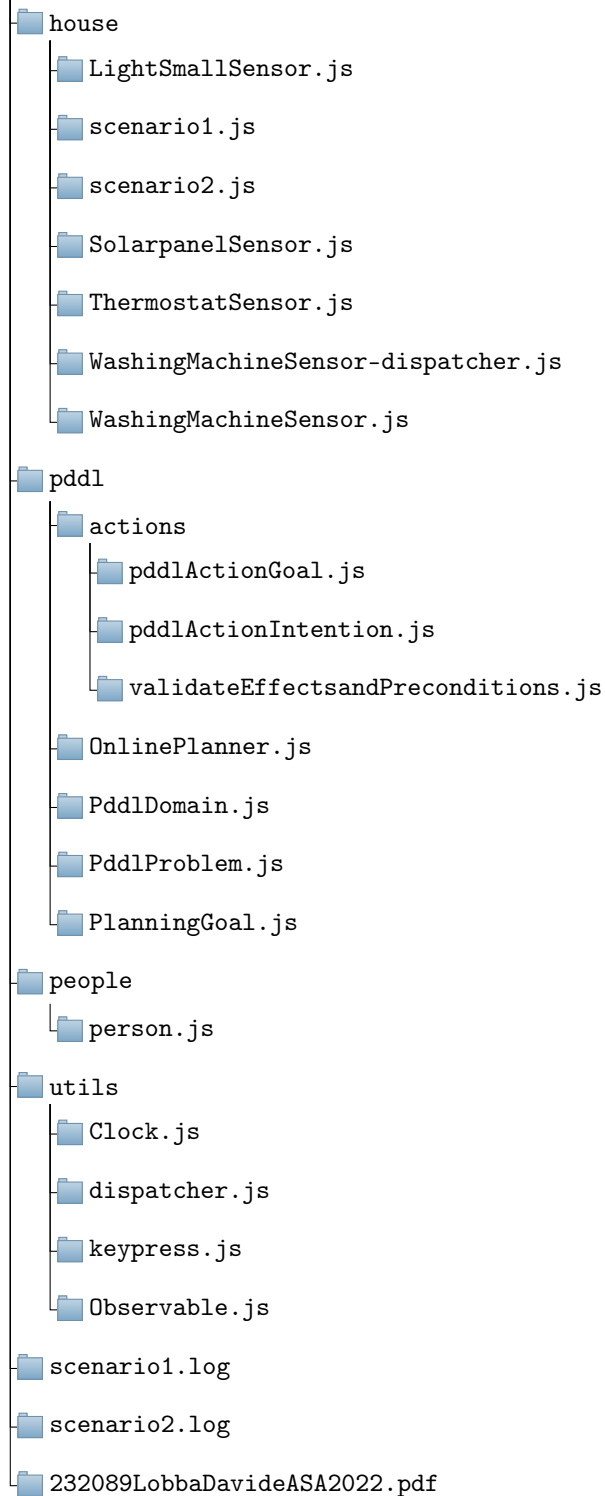 house
LightSmallSensor.js
scenario1.js
scenario2.js
SolarpanelSensor.js
ThermostatSensor.js
WashingMachineSensor-dispatcher.js
WashingMachineSensor.js
pddl
actions
pddlActionGoal.js
pddlActionIntention.js
validateEffectsandPreconditions.js
OnlinePlanner.js
PddlDomain.js
PddlProblem.js
PlanningGoal.js
people
person.js
utils
Clock.js
dispatcher.js
keypress.js
Observable.js
scenario1.log
scenario2.log
232089LobbaDavideASA2022.pdf